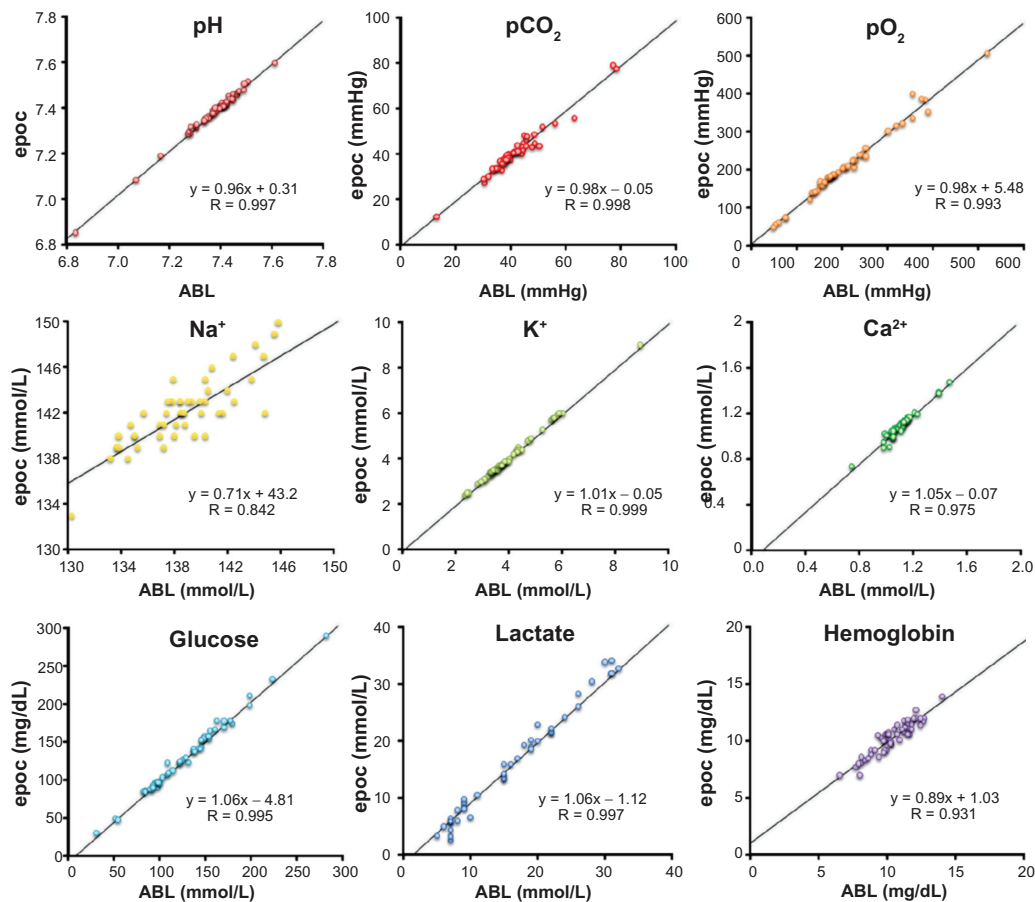 pH
epoc
7.8
7.6
7.4
7.2
7.0
6.8
6.8 7.0 7.2 7.4 7.6 7.8
y = 0.96x + 0.31
R = 0.997
ABL
pCO2
epoc (mmHg)
100
80
60
40
20
0
0 20 40 60 80 100
y = 0.98x – 0.05
R = 0.998
ABL (mmHg)
pO2
epoc (mmHg)
600
500
400
300
200
100
0
0 100 200 300 400 500 600
y = 0.98x + 5.48
R = 0.993
ABL (mmHg)
Na+
epoc (mmol/L)
150
146
142
138
134
130
130 134 138 142 146 150
y = 0.71x + 43.2
R = 0.842
ABL (mmol/L)
K+
epoc (mmol/L)
10
8
6
4
2
0
0 2 4 6 8 10
y = 1.01x – 0.05
R = 0.999
ABL (mmol/L)
Ca2+
epoc (mmol/L)
2
1.6
1.2
0.8
0.4
0
0.0 0.4 0.8 1.2 1.6 2.0
y = 1.05x – 0.07
R = 0.975
ABL (mmol/L)
Glucose
epoc (mg/dL)
300
250
200
150
100
50
0
0 50 100 150 200 250 300
y = 1.06x – 4.81
R = 0.995
ABL (mmol/L)
Lactate
epoc (mmol/L)
40
30
20
10
0
0 10 20 30 40
y = 1.06x – 1.12
R = 0.997
ABL (mmol/L)
Hemoglobin
epoc (mg/dL)
20
15
10
5
0
0 5 10 15 20
y = 0.89x + 1.03
R = 0.931
ABL (mg/dL)